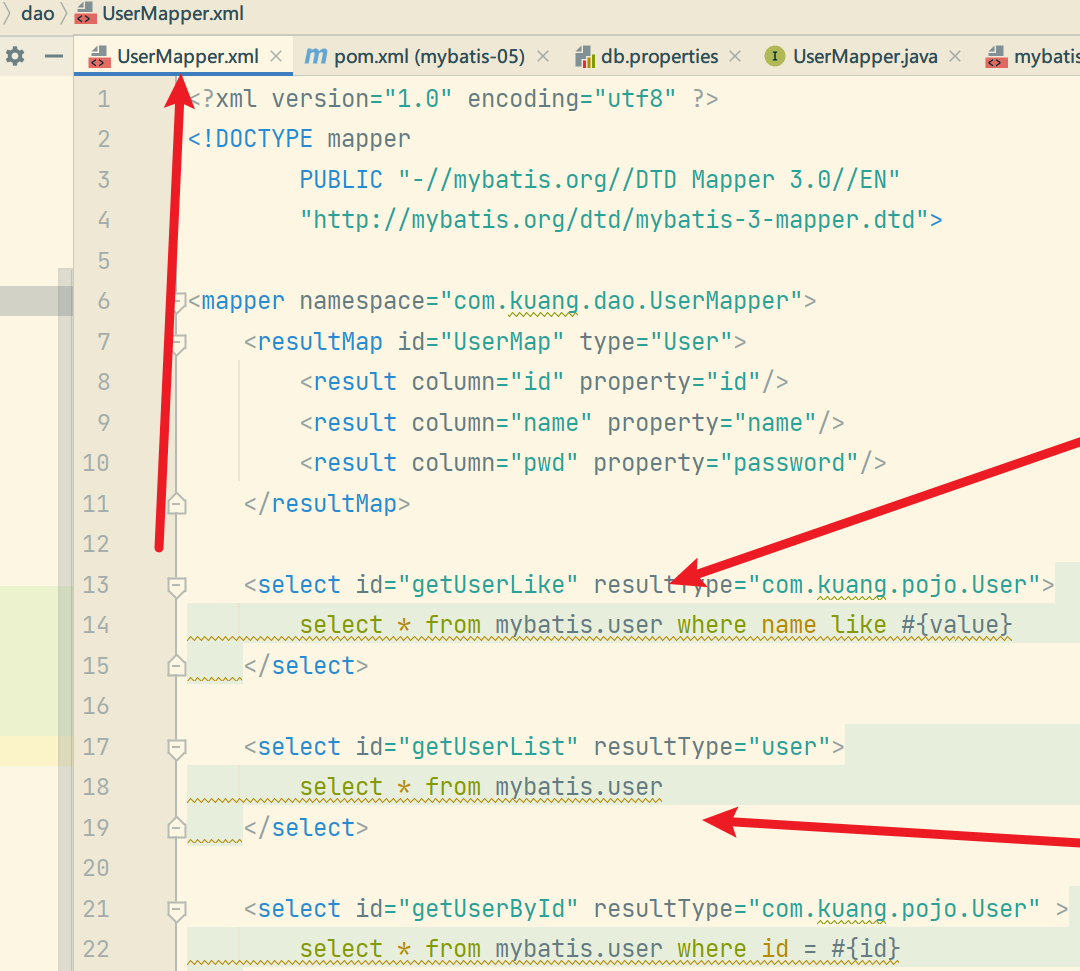 dao UserMapper.xml
UserMapper.xml pom.xml (mybatis-05) db.properties UserMapper.java mybatis
1 <?xml version="1.0" encoding="utf8" ?>
2 <!DOCTYPE mapper
3 PUBLIC "-//mybatis.org//DTD Mapper 3.0//EN"
4 "http://mybatis.org/dtd/mybatis-3-mapper.dtd">
5
6 <mapper namespace="com.kuang.dao.UserMapper">
7 <resultMap id="UserMap" type="User">
8 <result column="id" property="id"/>
9 <result column="name" property="name"/>
10 <result column="pwd" property="password"/>
11 </resultMap>
12
13 <select id="getUserLike" resultType="com.kuang.pojo.User">
14 select * from mybatis.user where name like #{value}
15 </select>
16
17 <select id="getUserList" resultType="user">
18 select * from mybatis.user
19 </select>
20
21 <select id="getUserById" resultType="com.kuang.pojo.User" >
22 select * from mybatis.user where id = #{id}